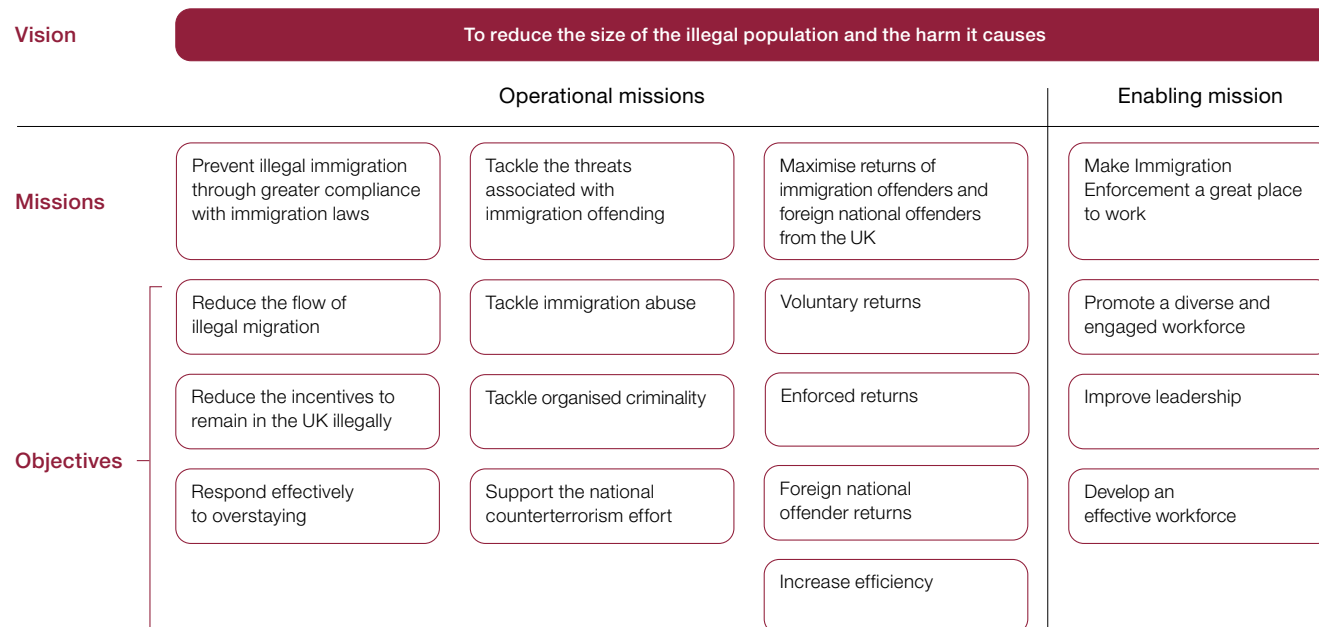 Vision
To reduce the size of the illegal population and the harm it causes
Operational missions
Enabling mission
Missions
Prevent illegal immigration
through greater compliance
with immigration laws
Tackle the threats
associated with
immigration offending
Maximise returns of
immigration offenders and
foreign national offenders
from the UK
Make Immigration
Enforcement a great place
to work
Objectives
Reduce the flow of
illegal migration
Tackle immigration abuse
Voluntary returns
Promote a diverse and
engaged workforce
Reduce the incentives to
remain in the UK illegally
Tackle organised criminality
Enforced returns
Improve leadership
Respond effectively
to overstaying
Support the national
counterterrorism effort
Foreign national
offender returns
Develop an
effective workforce
Increase efficiency